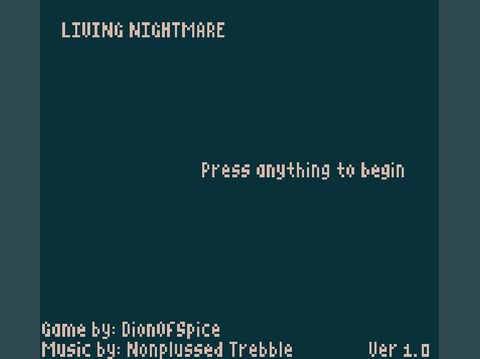 LIVING NIGHTMARE
Press anything to begin
Game by: DionOfSpice
Music by: Nonplussed Trebble
Ver 1.0